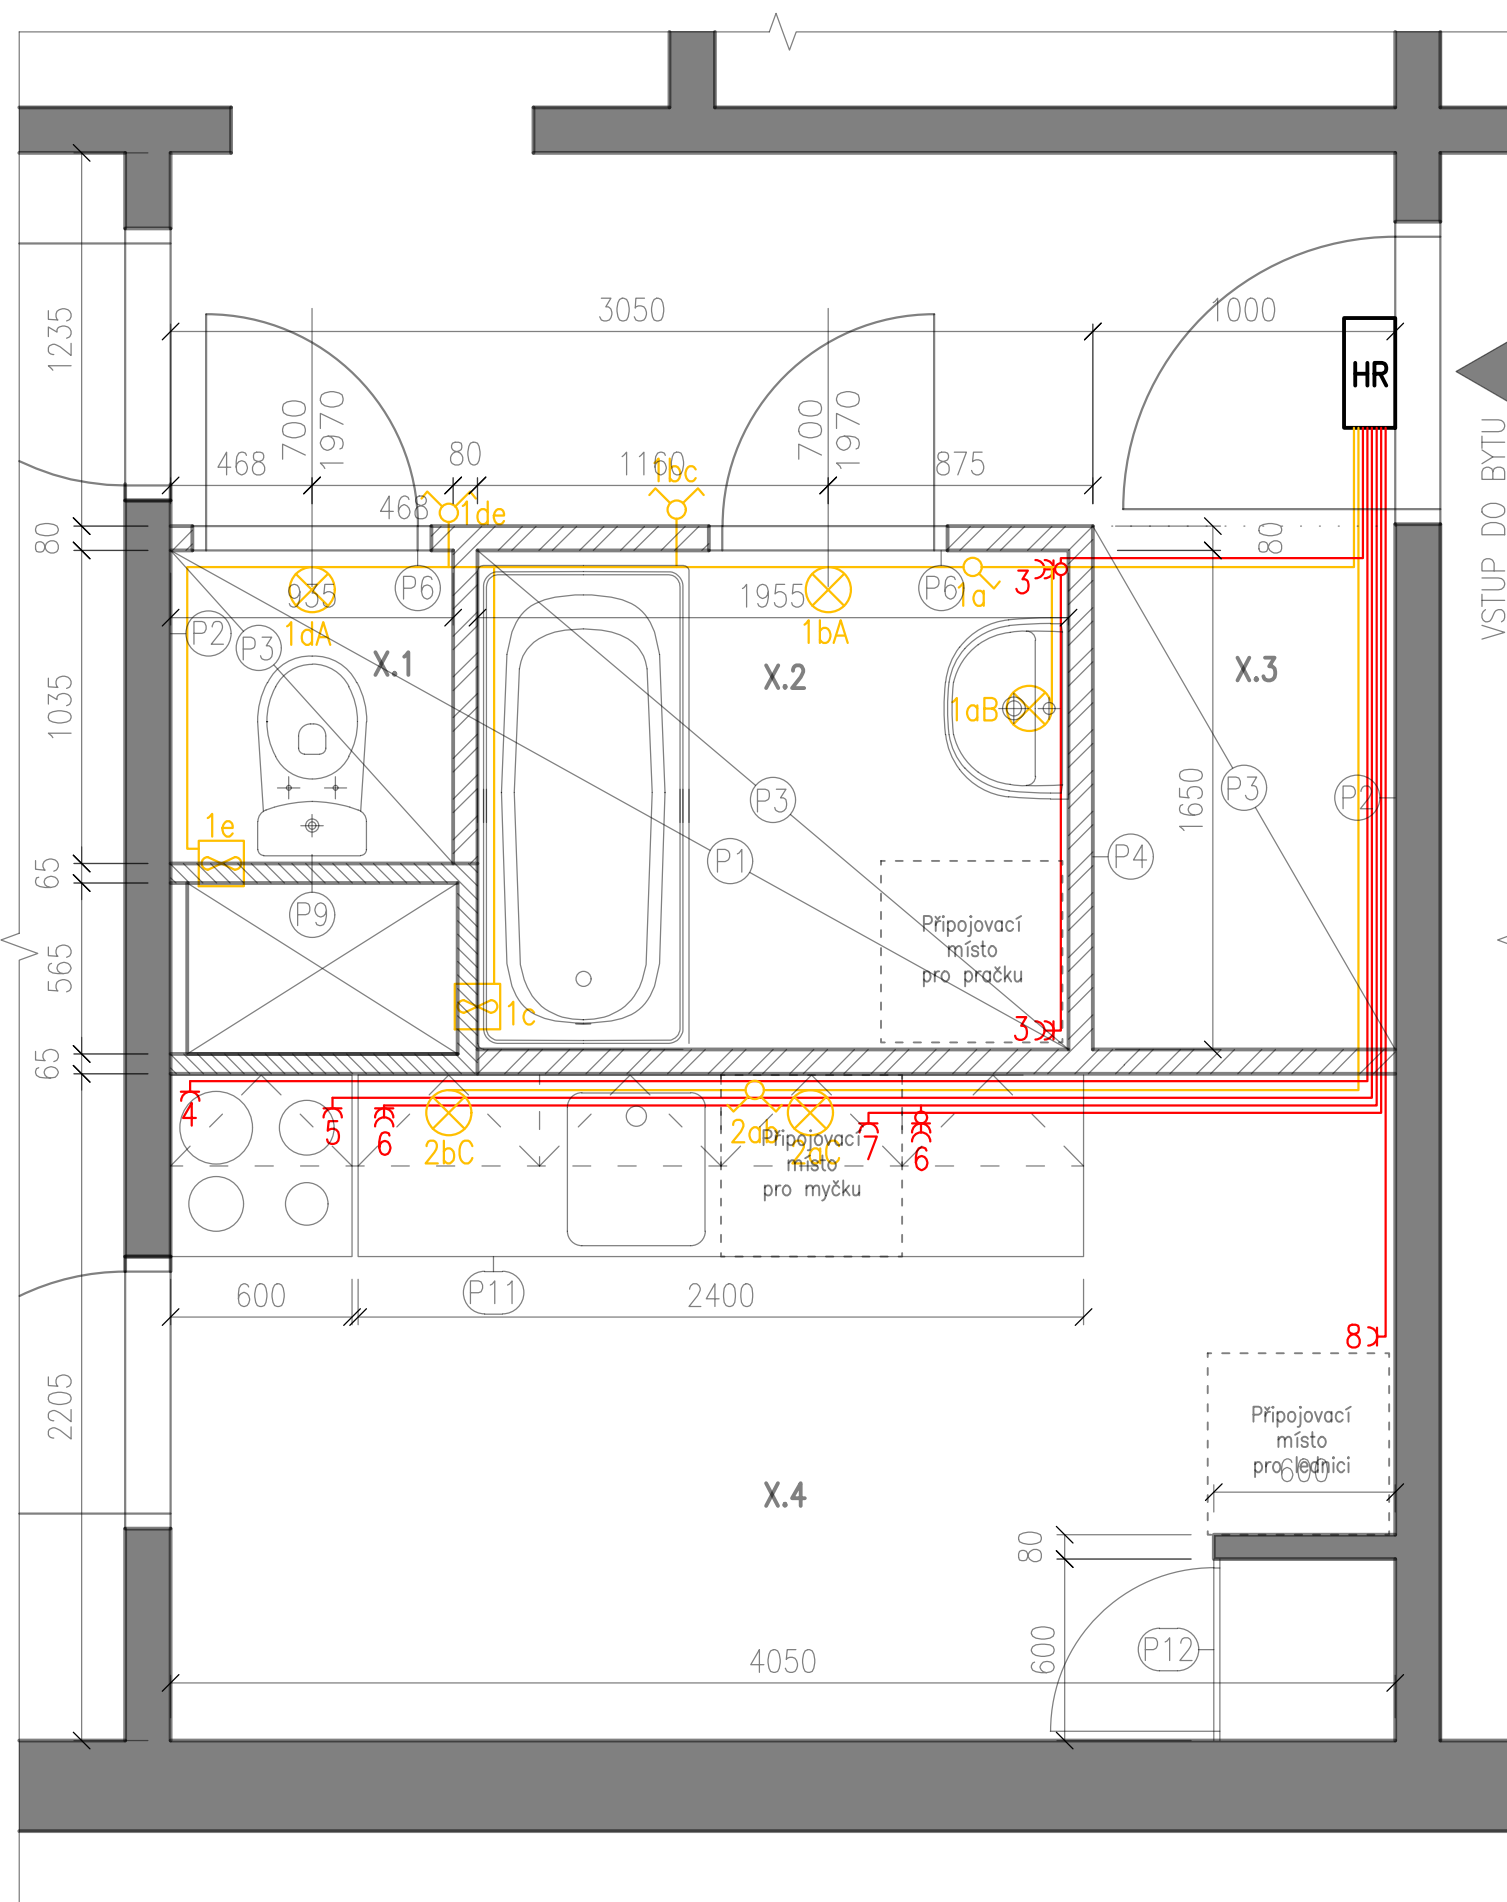 3050
1000
1235
HR
VSTUP DO BYTU
700
1970
700
1970
468
80
1160
875
1bc
468
1de
80
80
P6
P6
3
935
1955
1a
1dA
1bA
P2
P3
X.1
X.2
X.3
1035
1aB
P3
P3
P2
1650
1e
P1
P4
65
P9
Připojovací
místo
pro pračku
565
1c
3
65
4
5
6
2bC
2ab
2aC
7
6
Připojovací
místo
pro myčku
600
P11
2400
8
2205
Připojovací
místo
pro lednici
600
X.4
80
600
P12
4050